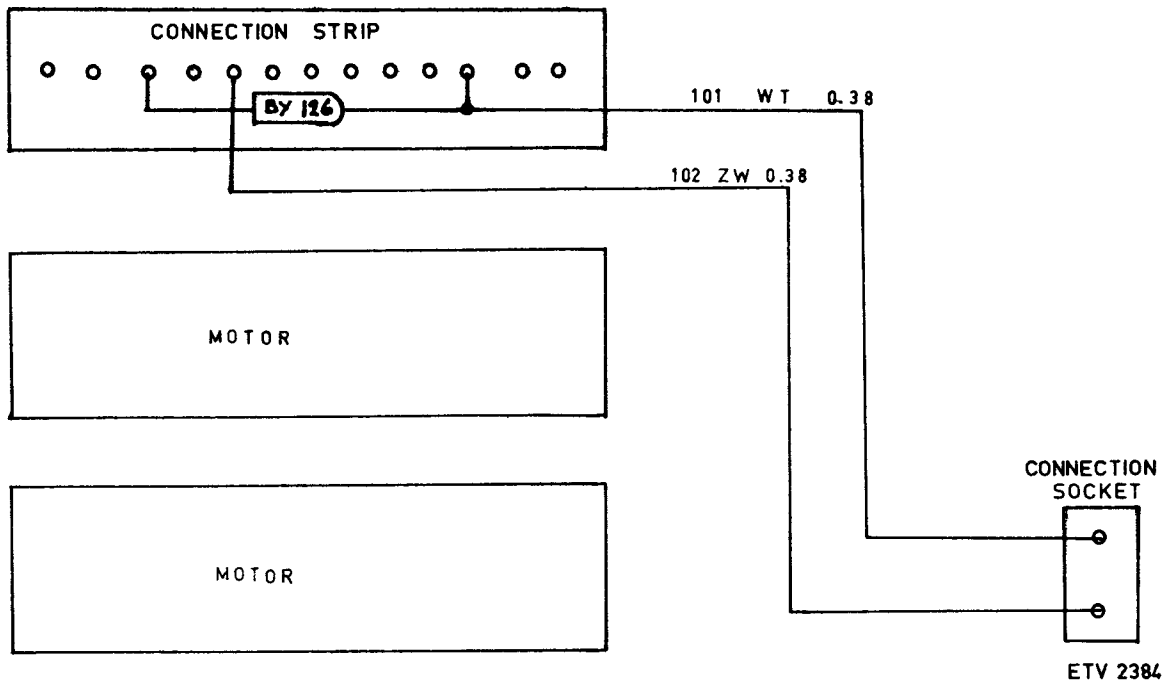 CONNECTION STRIP
BY 126
101 WT 0.38
102 ZW 0.38
MOTOR
MOTOR
CONNECTION
SOCKET
ETV 2384